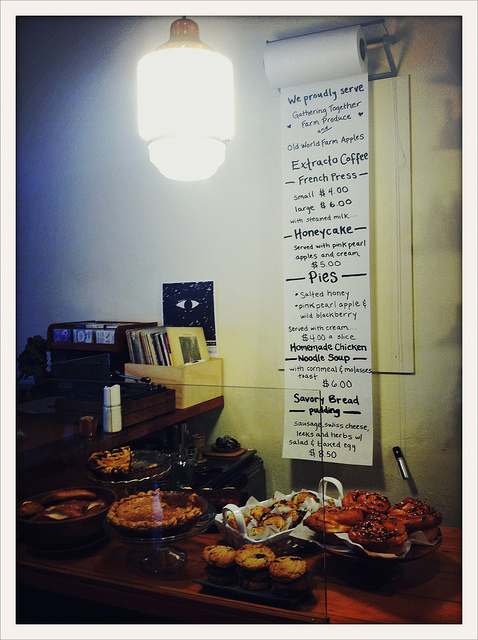 We proudly serve
Gathering Together
Farm Produce
and
Old World Farm Apples
Extracto Coffee
— French Press —
small $4.00
large $6.00
with steamed milk...
— Honeycake —
served with pink pearl
apples and cream
$5.00
— Pies —
• Salted honey
• pink pearl apple &
wild blackberry
served with cream...
$4.00 a slice
Homemade Chicken
— Noodle Soup —
with cornmeal & molasses
toast
$6.00
Savory Bread
— pudding —
sausage, swiss cheese,
leeks and herbs w/
salad & baked egg
$8.50